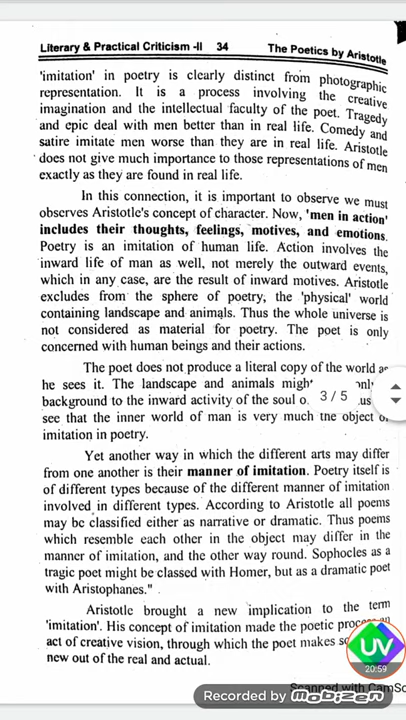 Literary & Practical Criticism -II 34 The Poetics by Aristotle
'imitation' in poetry is clearly distinct from photographic
representation. It is a process involving the creative
imagination and the intellectual faculty of the poet. Tragedy
and epic deal with men better than in real life. Comedy and
satire imitate men worse than they are in real life. Aristotle
does not give much importance to those representations of men
exactly as they are found in real life.
In this connection, it is important to observe we must
observes Aristotle's concept of character. Now, 'men in action'
includes their thoughts, feelings, motives, and emotions.
Poetry is an imitation of human life. Action involves the
inward life of man as well, not merely the outward events,
which in any case, are the result of inward motives. Aristotle
excludes from the sphere of poetry, the 'physical' world
containing landscape and animals. Thus the whole universe is
not considered as material for poetry. The poet is only
concerned with human beings and their actions.
The poet does not produce a literal copy of the world as
he sees it. The landscape and animals
background to the inward activity of the soul 3 / 5
see that the inner world of man is very much the object of
imitation in poetry.
Yet another way in which the different arts may differ
from one another is their manner of imitation. Poetry itself is
of different types because of the different manner of imitation
involved in different types. According to Aristotle all poems
may be classified either as narrative or dramatic. Thus poems
which resemble each other in the object may differ in the
manner of imitation, and the other way round. Sophocles as a
tragic poet might be classed with Homer, but as a dramatic poet
with Aristophanes."
Aristotle brought a new implication to the term
'imitation'. His concept of imitation made the poetic
act of creative vision, through which the poet makes
new out of the real and actual.
UV
20:59
Scanned with
Recorded by MOBIZEN